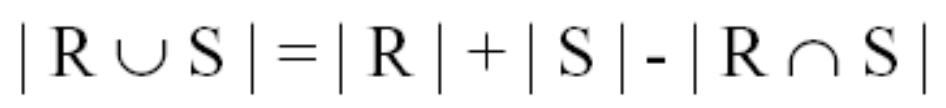 | R ∪ S | = | R | + | S | - | R ∩ S |